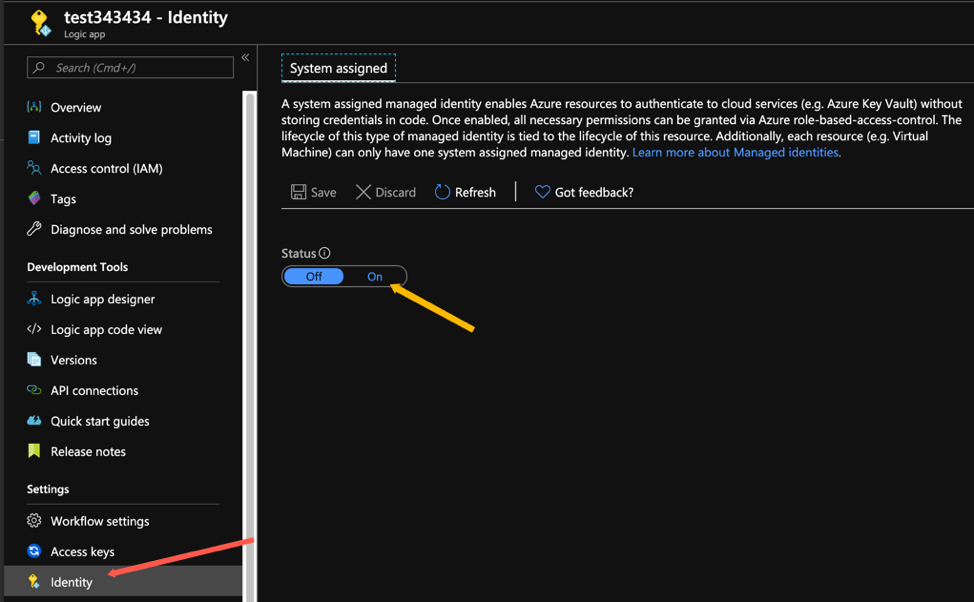 test343434 - Identity
Logic app
Search (Cmd+/)
«
Overview
Activity log
Access control (IAM)
Tags
Diagnose and solve problems
Development Tools
Logic app designer
Logic app code view
Versions
API connections
Quick start guides
Release notes
Settings
Workflow settings
Access keys
Identity
System assigned
A system assigned managed identity enables Azure resources to authenticate to cloud services (e.g. Azure Key Vault) without
storing credentials in code. Once enabled, all necessary permissions can be granted via Azure role-based-access-control. The
lifecycle of this type of managed identity is tied to the lifecycle of this resource. Additionally, each resource (e.g. Virtual
Machine) can only have one system assigned managed identity. Learn more about Managed identities.
Save Discard Refresh Got feedback?
Status
Off On